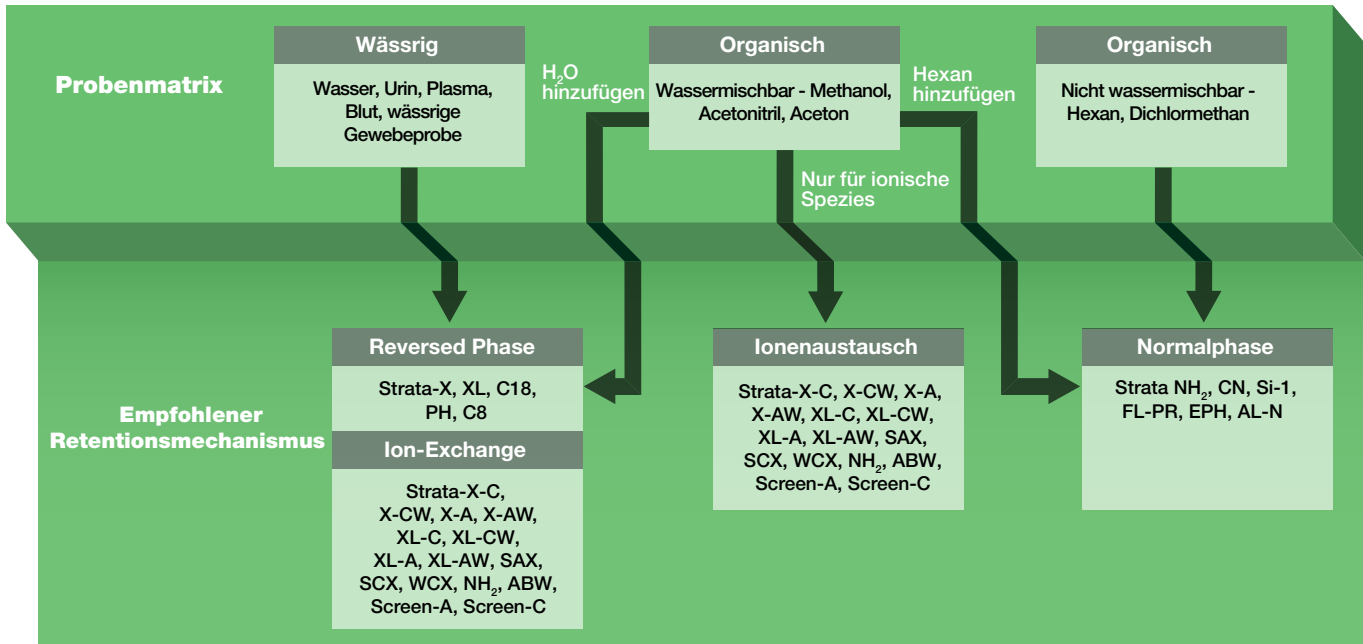 Probenmatrix
Wässrig
Wasser, Urin, Plasma,
Blut, wässrige
Gewebeprobe
H₂O
hinzufügen
Organisch
Wassermischbar - Methanol,
Acetonitril, Aceton
Nur für ionische
Spezies
Hexan
hinzufügen
Organisch
Nicht wassermischbar -
Hexan, Dichlormethan
Empfohlener
Retentionsmechanismus
Reversed Phase
Strata-X, XL, C18,
PH, C8
Ion-Exchange
Strata-X-C,
X-CW, X-A, X-AW,
XL-C, XL-CW,
XL-A, XL-AW, SAX,
SCX, WCX, NH₂, ABW,
Screen-A, Screen-C
Ionenaustausch
Strata-X-C, X-CW, X-A,
X-AW, XL-C, XL-CW,
XL-A, XL-AW, SAX,
SCX, WCX, NH₂, ABW,
Screen-A, Screen-C
Normalphase
Strata NH₂, CN, Si-1,
FL-PR, EPH, AL-N